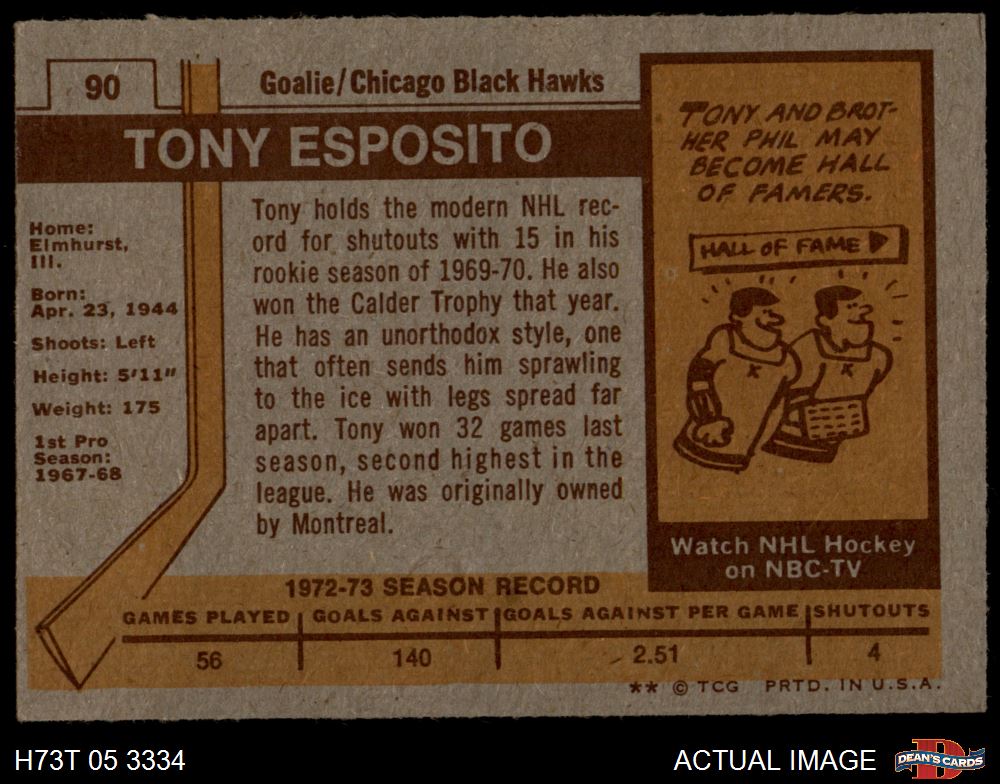 90
Goalie/Chicago Black Hawks
TONY ESPOSITO
Home:
Elmhurst,
Ill.
Born:
Apr. 23, 1944
Shoots: Left
Height: 5'11"
Weight: 175
1st Pro
Season:
1967-68
Tony holds the modern NHL rec-
ord for shutouts with 15 in his
rookie season of 1969-70. He also
won the Calder Trophy that year.
He has an unorthodox style, one
that often sends him sprawling
to the ice with legs spread far
apart. Tony won 32 games last
season, second highest in the
league. He was originally owned
by Montreal.
TONY AND BROT-
HER PHIL MAY
BECOME HALL
OF FAMERS.
HALL OF FAME
K K
Watch NHL Hockey
on NBC-TV
1972-73 SEASON RECORD
GAMES PLAYED GOALS AGAINST GOALS AGAINST PER GAME SHUTOUTS
56 140 2.51 4
** © TCG PRTD. IN U.S.A.
H73T 05 3334 ACTUAL IMAGE DEAN'S CARDS